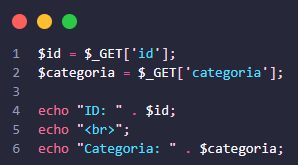 1 $id = $_GET['id'];
2 $categoria = $_GET['categoria'];
3
4 echo "ID: " . $id;
5 echo "<br>";
6 echo "Categoria: " . $categoria;